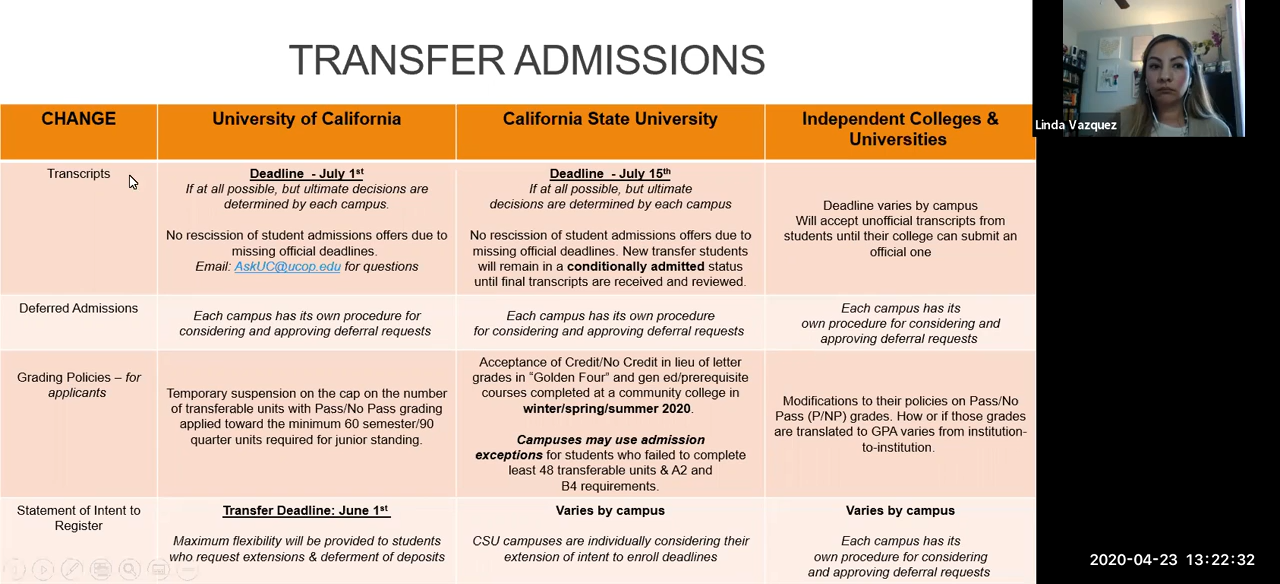 TRANSFER ADMISSIONS
Linda Vazquez
CHANGE
University of California
California State University
Independent Colleges &
Universities
Transcripts
Deadline - July 1st
If at all possible, but ultimate decisions are
determined by each campus.
No rescission of student admissions offers due to
missing official deadlines.
Email: AskUC@ucop.edu for questions
Deadline - July 15th
If at all possible, but ultimate
decisions are determined by each campus
No rescission of student admissions offers due to
missing official deadlines. New transfer students
will remain in a conditionally admitted status
until final transcripts are received and reviewed.
Deadline varies by campus
Will accept unofficial transcripts from
students until their college can submit an
official one
Deferred Admissions
Each campus has its own procedure for
considering and approving deferral requests
Each campus has its own procedure
for considering and approving deferral requests
Each campus has its
own procedure for considering and
approving deferral requests
Grading Policies – for
applicants
Temporary suspension on the cap on the number
of transferable units with Pass/No Pass grading
applied toward the minimum 60 semester/90
quarter units required for junior standing.
Acceptance of Credit/No Credit in lieu of letter
grades in “Golden Four” and gen ed/prerequisite
courses completed at a community college in
winter/spring/summer 2020.
Campuses may use admission
exceptions for students who failed to complete
least 48 transferable units & A2 and
B4 requirements.
Modifications to their policies on Pass/No
Pass (P/NP) grades. How or if those grades
are translated to GPA varies from institution-
to-institution.
Statement of Intent to
Register
Transfer Deadline: June 1st
Maximum flexibility will be provided to students
who request extensions & deferment of deposits
Varies by campus
CSU campuses are individually considering their
extension of intent to enroll deadlines
Varies by campus
Each campus has its
own procedure for considering
and approving deferral requests
2020-04-23 13:22:32